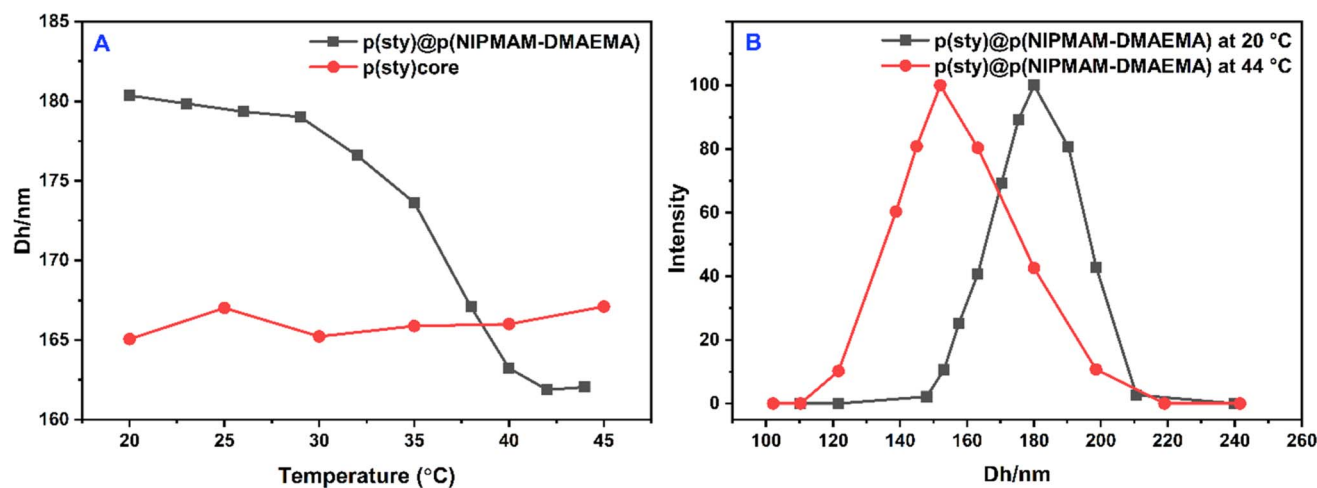 A
p(sty)@p(NIPMAM-DMAEMA)
p(sty)core
185
180
175
170
165
160
Dh/nm
20
25
30
35
40
45
Temperature (°C)
B
p(sty)@p(NIPMAM-DMAEMA) at 20 °C
p(sty)@p(NIPMAM-DMAEMA) at 44 °C
100
80
60
40
20
0
Intensity
100
120
140
160
180
200
220
240
260
Dh/nm